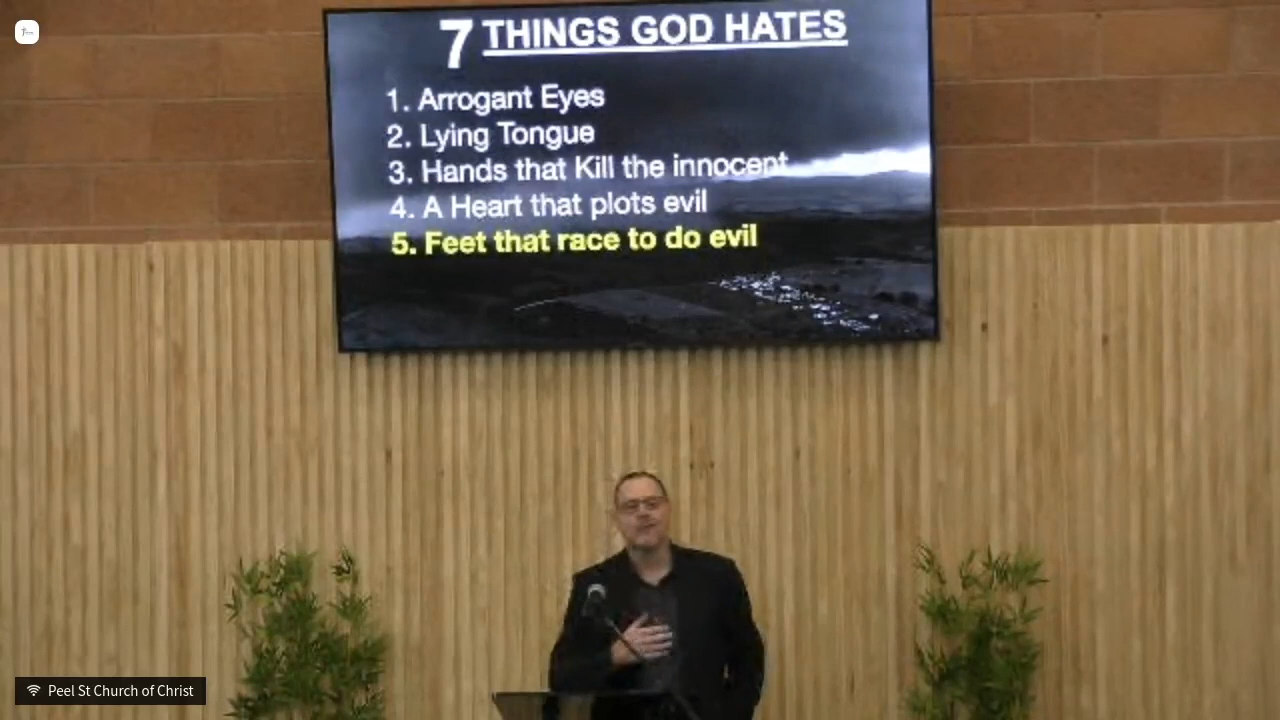 7 THINGS GOD HATES
1. Arrogant Eyes
2. Lying Tongue
3. Hands that Kill the innocent
4. A Heart that plots evil
5. Feet that race to do evil
Peel St Church of Christ